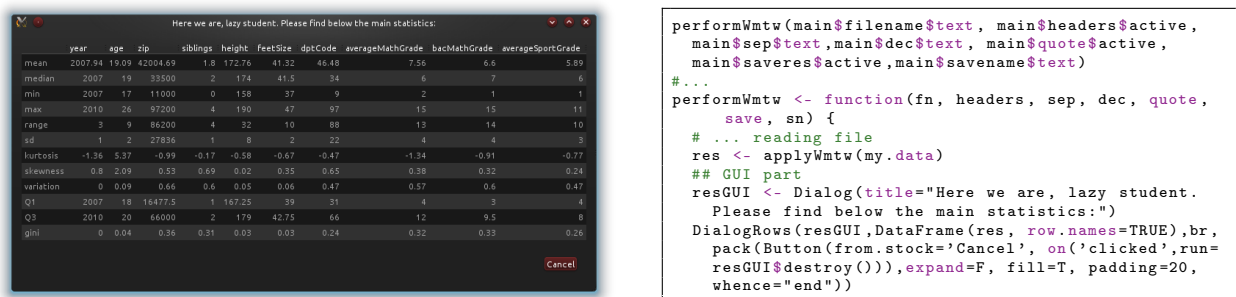 Here we are, lazy student. Please find below the main statistics:
year age zip siblings height feetSize dptCode averageMathGrade bacMathGrade averageSportGrade
mean 2007.94 19.09 42004.69 1.8 172.76 41.32 46.48 7.56 6.6 5.89
median 2007 19 33500 2 174 41.5 34 6 7 6
min 2007 17 11000 0 158 37 9 2 1 1
max 2010 26 97200 4 190 47 97 15 15 11
range 3 9 86200 4 32 10 88 13 14 10
sd 1 2 27836 1 8 2 22 4 4 3
kurtosis -1.36 5.37 -0.99 -0.17 -0.58 -0.67 -0.47 -1.34 -0.91 -0.77
skewness 0.8 2.09 0.53 0.69 0.02 0.35 0.65 0.38 0.32 0.24
variation 0 0.09 0.66 0.6 0.05 0.06 0.47 0.57 0.6 0.47
Q1 2007 18 16477.5 1 167.25 39 31 4 3 4
Q3 2010 20 66000 2 179 42.75 66 12 9.5 8
gini 0 0.04 0.36 0.31 0.03 0.03 0.24 0.32 0.33 0.26
Cancel
performWmtw(main$filename$text, main$headers$active,
main$sep$text,main$dec$text, main$quote$active,
main$saveres$active,main$savename$text)
#...
performWmtw <- function(fn, headers, sep, dec, quote,
save, sn) {
# ... reading file
res <- applyWmtw(my.data)
## GUI part
resGUI <- Dialog(title="Here we are, lazy student.
Please find below the main statistics:")
DialogRows(resGUI,DataFrame(res, row.names=TRUE),br,
pack(Button(from.stock='Cancel', on('clicked',run=
resGUI$destroy())),expand=F, fill=T, padding=20,
whence="end"))